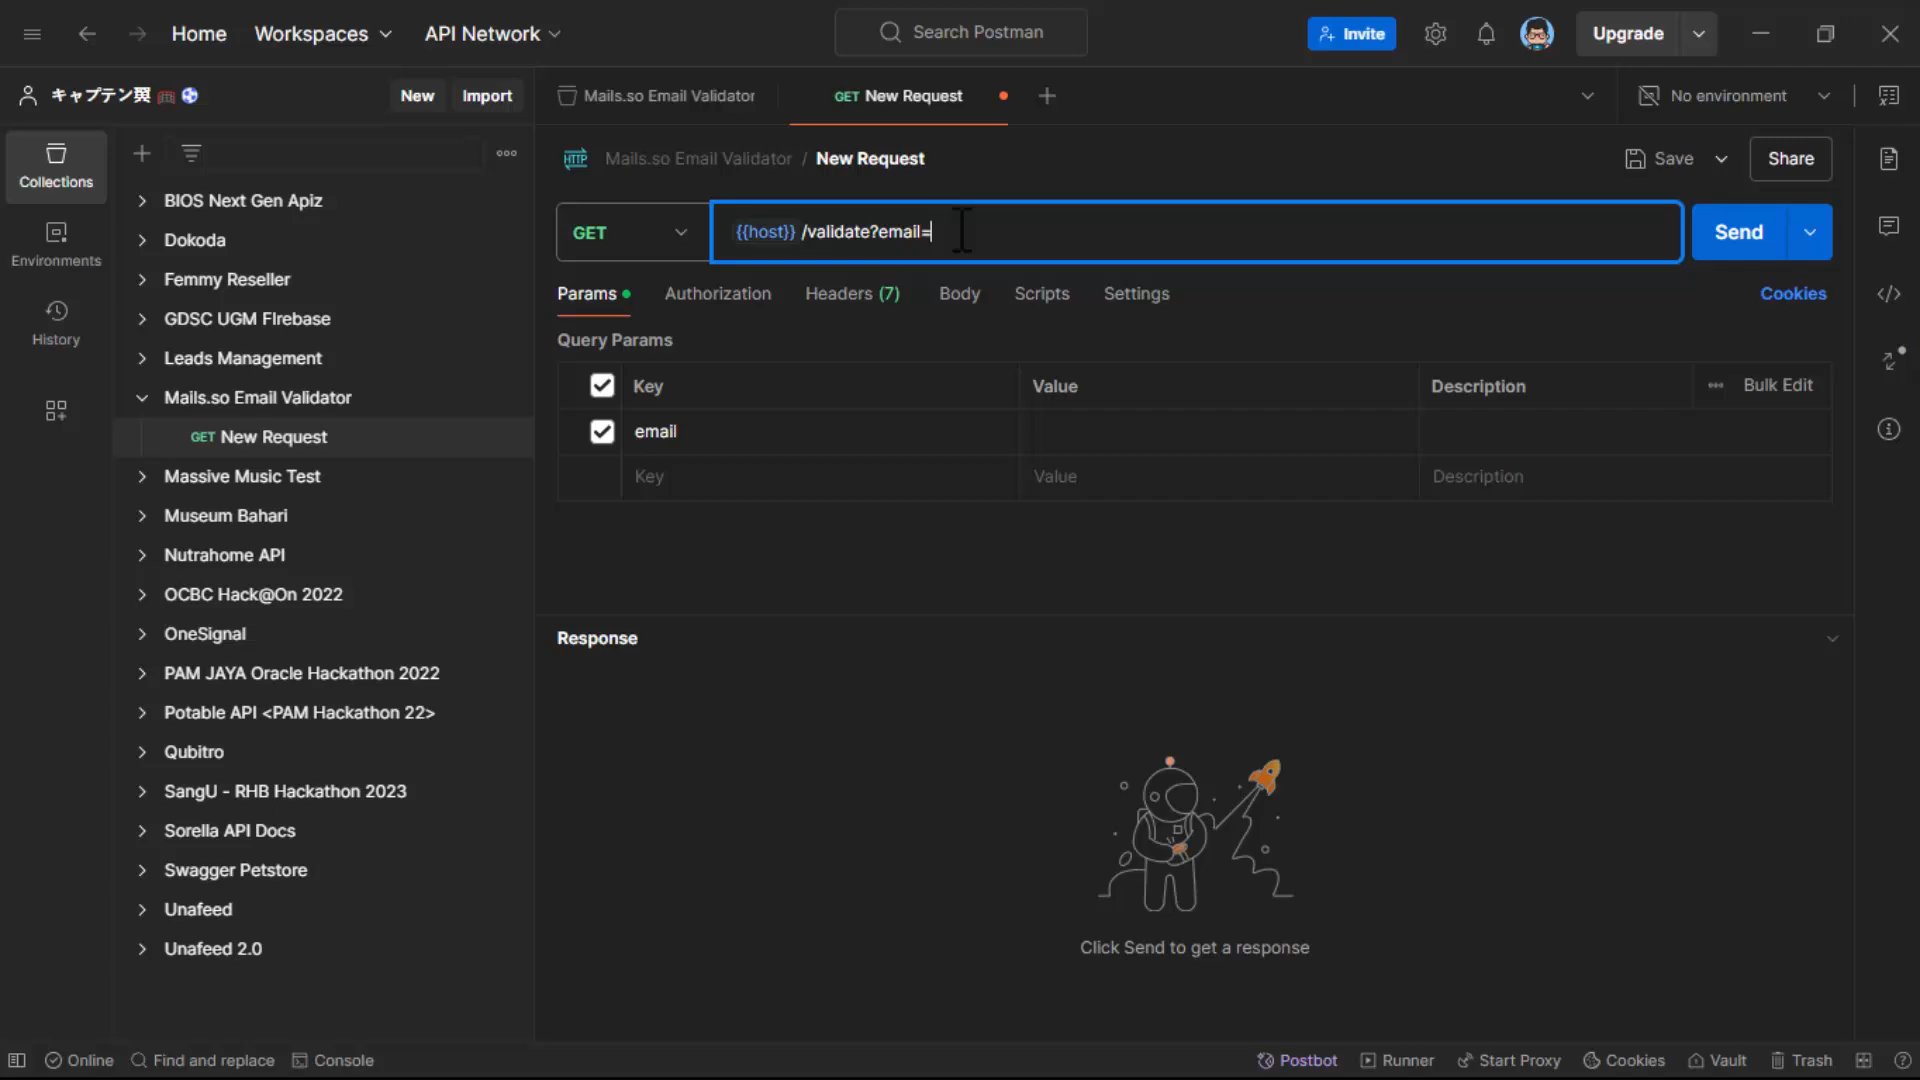 Home Workspaces API Network Search Postman Invite Upgrade
キャプテン翼 New Import Mails.so Email Validator GET New Request No environment
Collections
Environments
History
BIOS Next Gen Apiz
Dokoda
Femmy Reseller
GDSC UGM FIrebase
Leads Management
Mails.so Email Validator
GET New Request
Massive Music Test
Museum Bahari
Nutrahome API
OCBC Hack@On 2022
OneSignal
PAM JAYA Oracle Hackathon 2022
Potable API <PAM Hackathon 22>
Qubitro
SangU - RHB Hackathon 2023
Sorella API Docs
Swagger Petstore
Unafeed
Unafeed 2.0
HTTP Mails.so Email Validator / New Request Save Share
GET {{host}} /validate?email= Send
Params Authorization Headers (7) Body Scripts Settings Cookies
Query Params
Key Value Description Bulk Edit
email
Key Value Description
Response
Click Send to get a response
Online Find and replace Console Postbot Runner Start Proxy Cookies Vault Trash